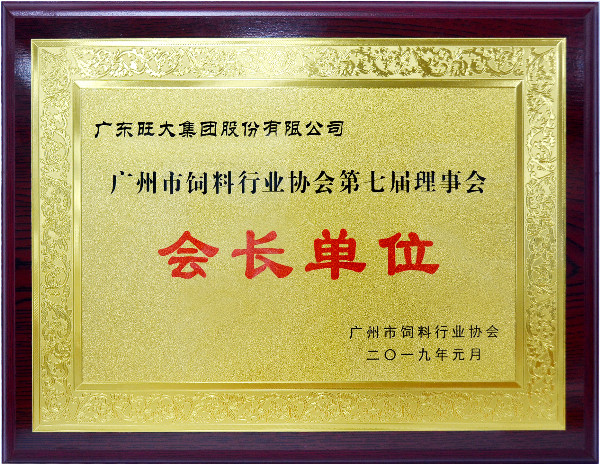 广东旺大集团股份有限公司
广州市饲料行业协会第七届理事会
会长单位
广州市饲料行业协会
二〇一九年元月